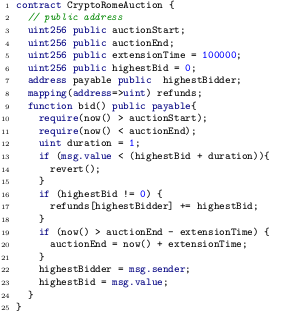 1 contract CryptoRomeAuction {
2 // public address
3 uint256 public auctionStart;
4 uint256 public auctionEnd;
5 uint256 public extensionTime = 100000;
6 uint256 public highestBid = 0;
7 address payable public highestBidder;
8 mapping(address=>uint) refunds;
9 function bid() public payable{
10 require(now() > auctionStart);
11 require(now() < auctionEnd);
12 uint duration = 1;
13 if (msg.value < (highestBid + duration)){
14 revert();
15 }
16 if (highestBid != 0) {
17 refunds[highestBidder] += highestBid;
18 }
19 if (now() > auctionEnd - extensionTime) {
20 auctionEnd = now() + extensionTime;
21 }
22 highestBidder = msg.sender;
23 highestBid = msg.value;
24 }
25 }